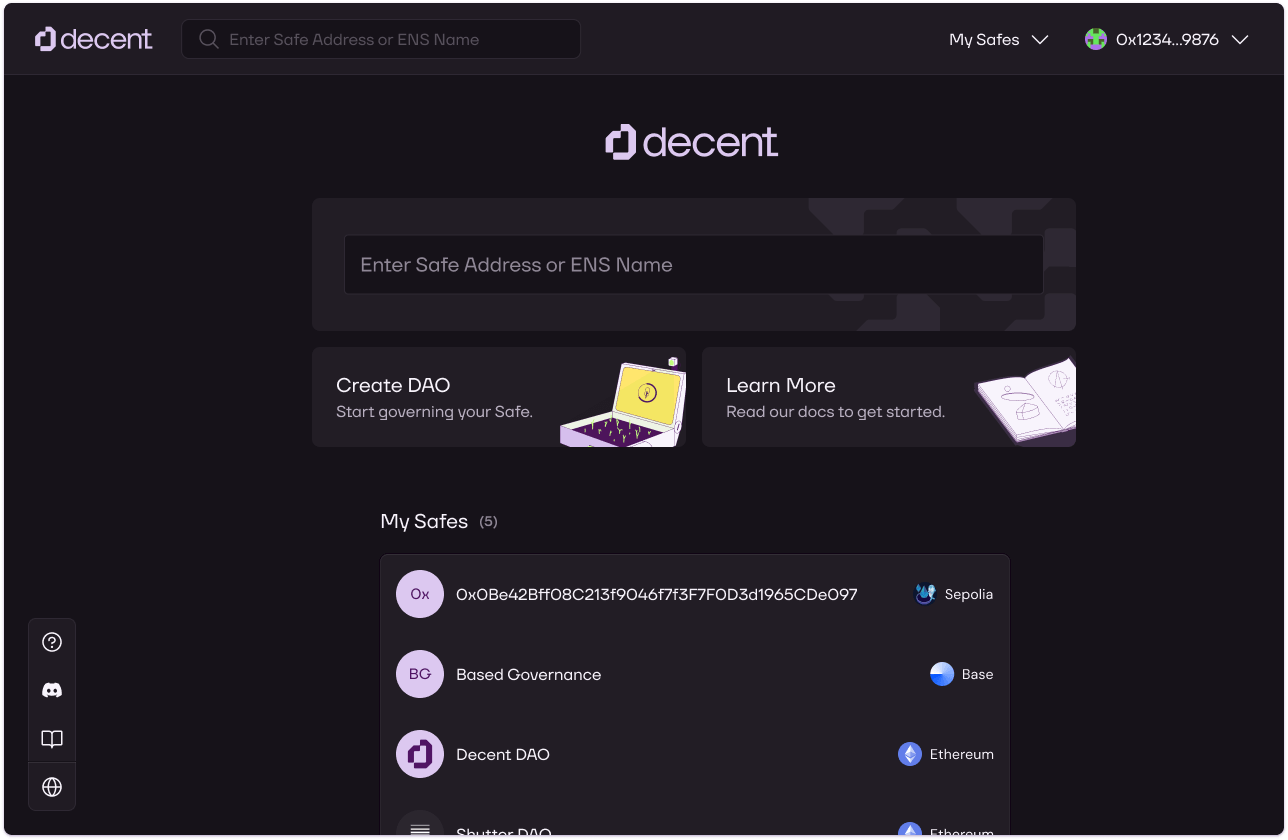 decent
Enter Safe Address or ENS Name
My Safes
0x1234...9876
decent
Enter Safe Address or ENS Name
Create DAO
Start governing your Safe.
Learn More
Read our docs to get started.
My Safes (5)
0x
0x0Be42Bff08C213f9046f7f3F7F0D3d1965CDe097
Sepolia
BG
Based Governance
Base
Decent DAO
Ethereum
Shutter DAO
Ethereum